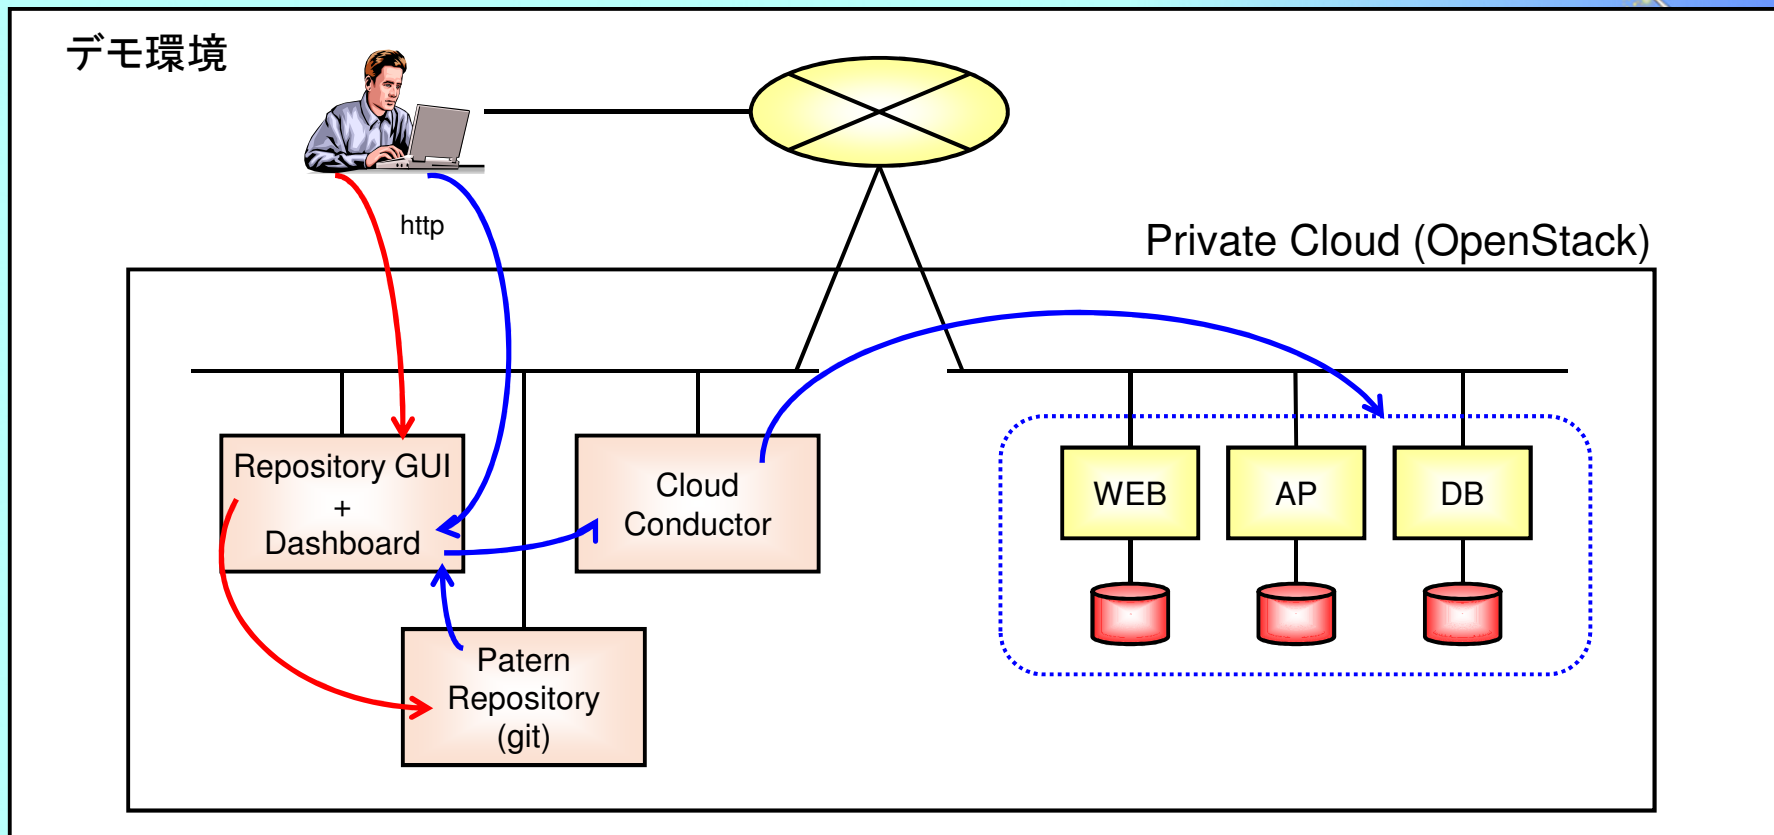 デモ環境
http
Private Cloud (OpenStack)
Repository GUI
+
Dashboard
Cloud
Conductor
WEB
AP
DB
Patern
Repository
(git)